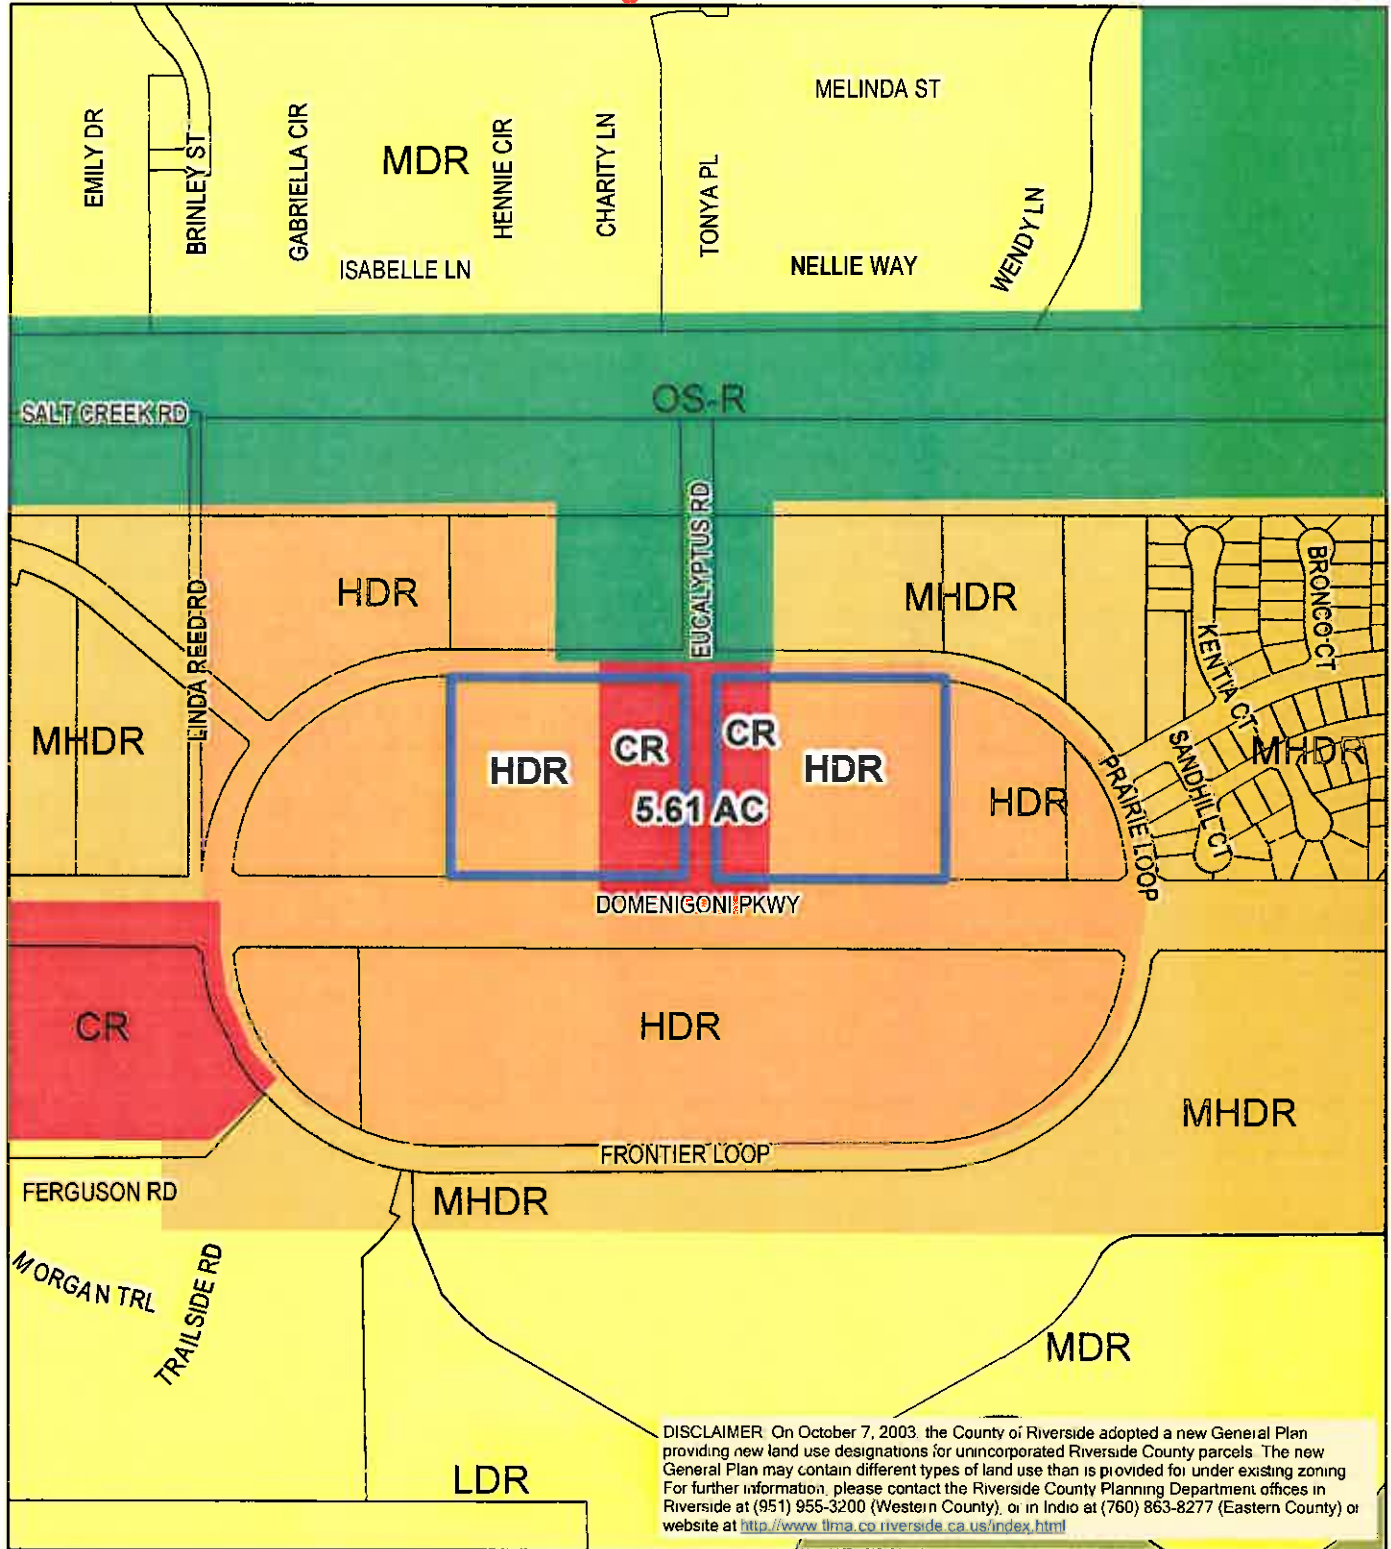 MELINDA ST
EMILY DR
BRINLEY ST
GABRIELLA CIR
MDR
HENNIE CIR
CHARITY LN
TONYA PL
WENDY LN
ISABELLE LN
NELLIE WAY
OS-R
SALT CREEK RD
EUCALYPTUS RD
HDR
MHDR
BRONCO CT
KENTIA CT
LINDA REED RD
MHDR
HDR
CR
CR
HDR
5.61 AC
HDR
PRAIRIE LOOP
SANDHILL CT
MHDR
DOMENIGONI PKWY
CR
HDR
MHDR
FRONTIER LOOP
FERGUSON RD
MHDR
MORGAN TRL
TRAILSIDE RD
MDR
LDR
DISCLAIMER On October 7, 2003. the County of Riverside adopted a new General Plan
providing new land use designations for unincorporated Riverside County parcels. The new
General Plan may contain different types of land use than is provided for under existing zoning
For further information, please contact the Riverside County Planning Department offices in
Riverside at (951) 955-3200 (Western County), or in Indio at (760) 863-8277 (Eastern County) or
website at http://www.tlma.co.riverside.ca.us/index.html